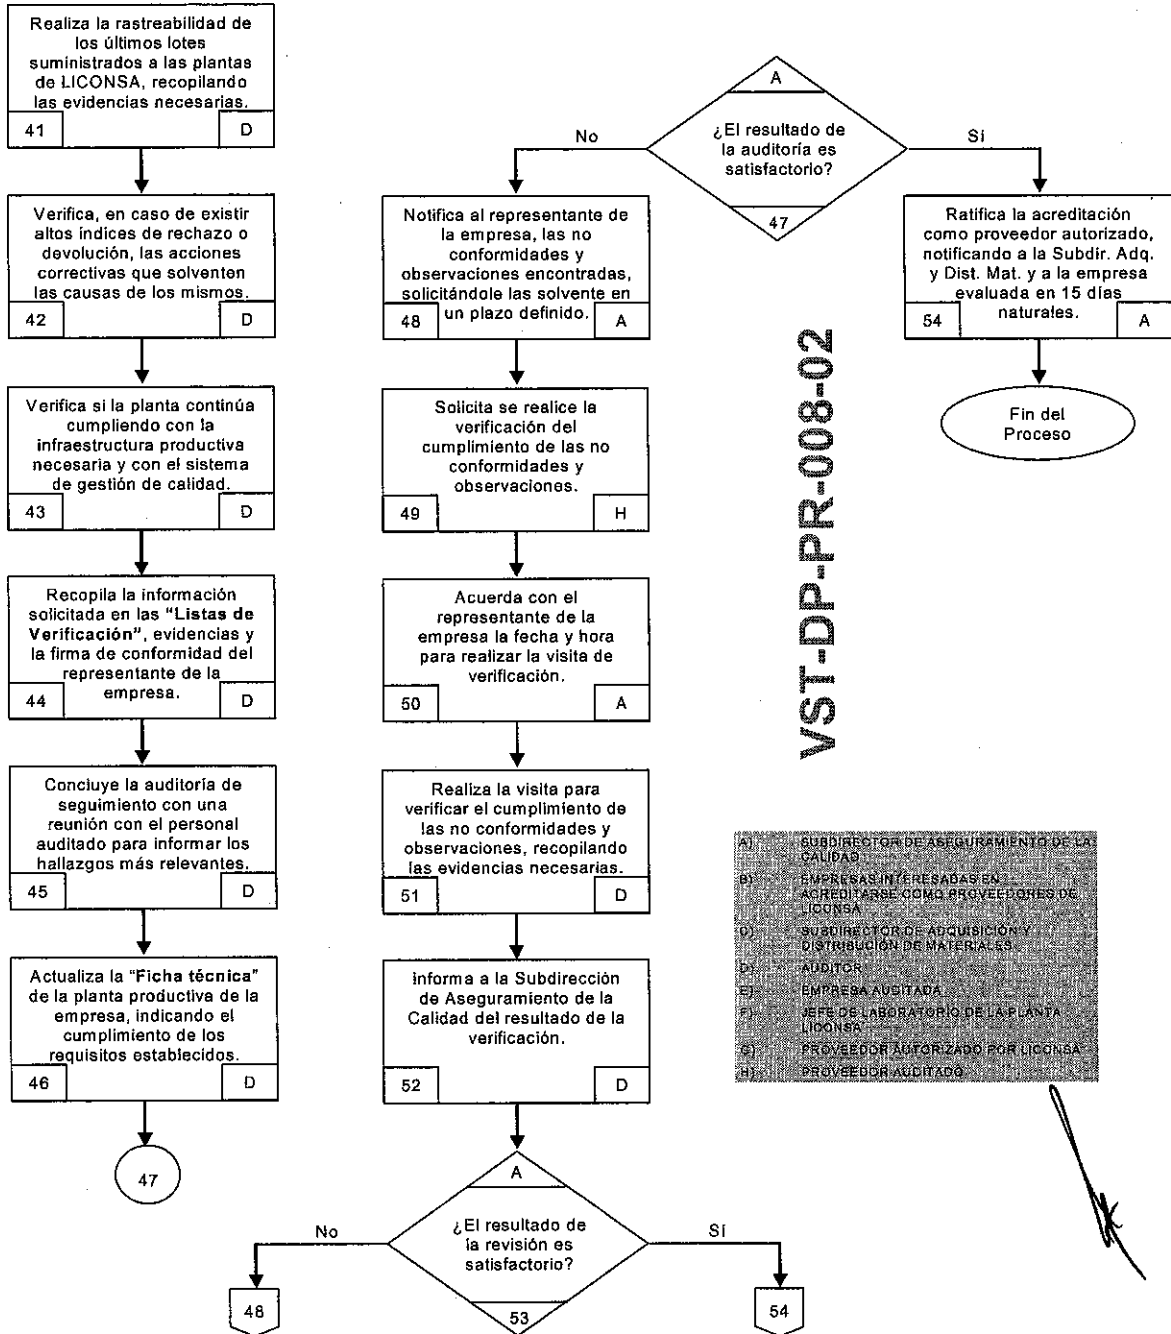 Realiza la rastreabilidad de
los últimos lotes
suministrados a las plantas
de LICONSA, recopilando
las evidencias necesarias.
41
D
Verifica, en caso de existir
altos índices de rechazo o
devolución, las acciones
correctivas que solventen
las causas de los mismos.
42
D
Verifica si la planta continúa
cumpliendo con la
infraestructura productiva
necesaria y con el sistema
de gestión de calidad.
43
D
Recopila la información
solicitada en las "Listas de
Verificación", evidencias y
la firma de conformidad del
representante de la
empresa.
44
D
Concluye la auditoría de
seguimiento con una
reunión con el personal
auditado para informar los
hallazgos más relevantes.
45
D
Actualiza la "Ficha técnica"
de la planta productiva de la
empresa, indicando el
cumplimiento de los
requisitos establecidos.
46
D
47
A
¿El resultado de
la auditoría es
satisfactorio?
47
No
Sí
Notifica al representante de
la empresa, las no
conformidades y
observaciones encontradas,
solicitándole las solvente en
un plazo definido.
48
A
Solicita se realice la
verificación del
cumplimiento de las no
conformidades y
observaciones.
49
H
Acuerda con el
representante de la
empresa la fecha y hora
para realizar la visita de
verificación.
50
A
Realiza la visita para
verificar el cumplimiento de
las no conformidades y
observaciones, recopilando
las evidencias necesarias.
51
D
Informa a la Subdirección
de Aseguramiento de la
Calidad del resultado de la
verificación.
52
D
A
¿El resultado de
la revisión es
satisfactorio?
53
No
Sí
48
54
Ratifica la acreditación
como proveedor autorizado,
notificando a la Subdir. Adq.
y Dist. Mat. y a la empresa
evaluada en 15 días
naturales.
54
A
Fin del
Proceso
VST-DP-PR-008-02
A) SUBDIRECTOR DE ASEGURAMIENTO DE LA
CALIDAD
B) EMPRESAS INTERESADAS EN
ACREDITARSE COMO PROVEEDORES DE
LICONSA
C) SUBDIRECTOR DE ADQUISICIÓN Y
DISTRIBUCIÓN DE MATERIALES
D) AUDITOR
E) EMPRESA AUDITADA
F) JEFE DE LABORATORIO DE LA PLANTA
LICONSA
G) PROVEEDOR AUTORIZADO POR LICONSA
H) PROVEEDOR AUDITADO